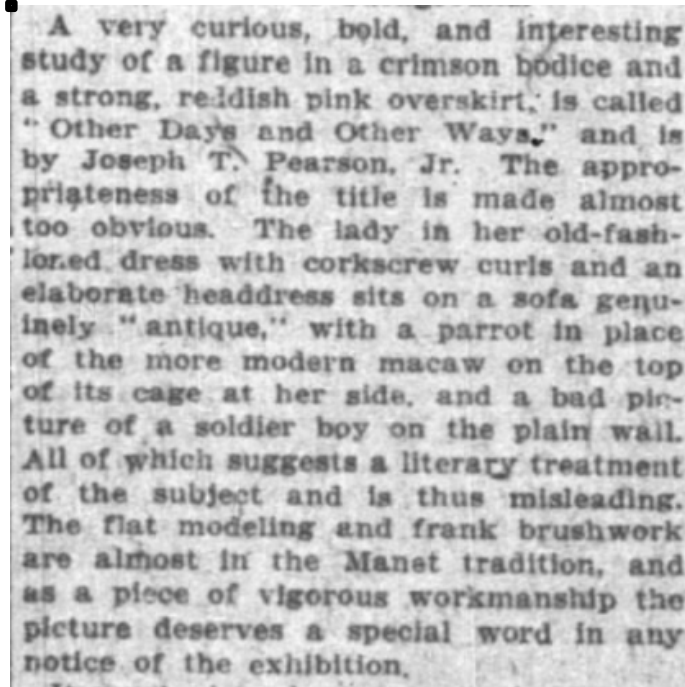 A very curious, bold, and interesting
study of a figure in a crimson bodice and
a strong, reddish pink overskirt, is called
"Other Days and Other Ways," and is
by Joseph T. Pearson, Jr. The appro-
priateness of the title is made almost
too obvious. The lady in her old-fash-
ioned dress with corkscrew curls and an
elaborate headdress sits on a sofa genu-
inely "antique," with a parrot in place
of the more modern macaw on the top
of its cage at her side, and a bad pic-
ture of a soldier boy on the plain wall.
All of which suggests a literary treatment
of the subject and is thus misleading.
The flat modeling and frank brushwork
are almost in the Manet tradition, and
as a piece of vigorous workmanship the
picture deserves a special word in any
notice of the exhibition.